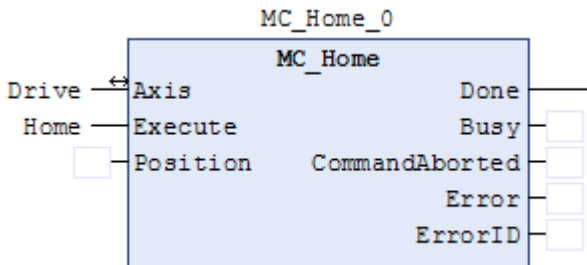 MC_Home_0
MC_Home
Drive Axis Done
Home Execute Busy
Position CommandAborted
Error
ErrorID